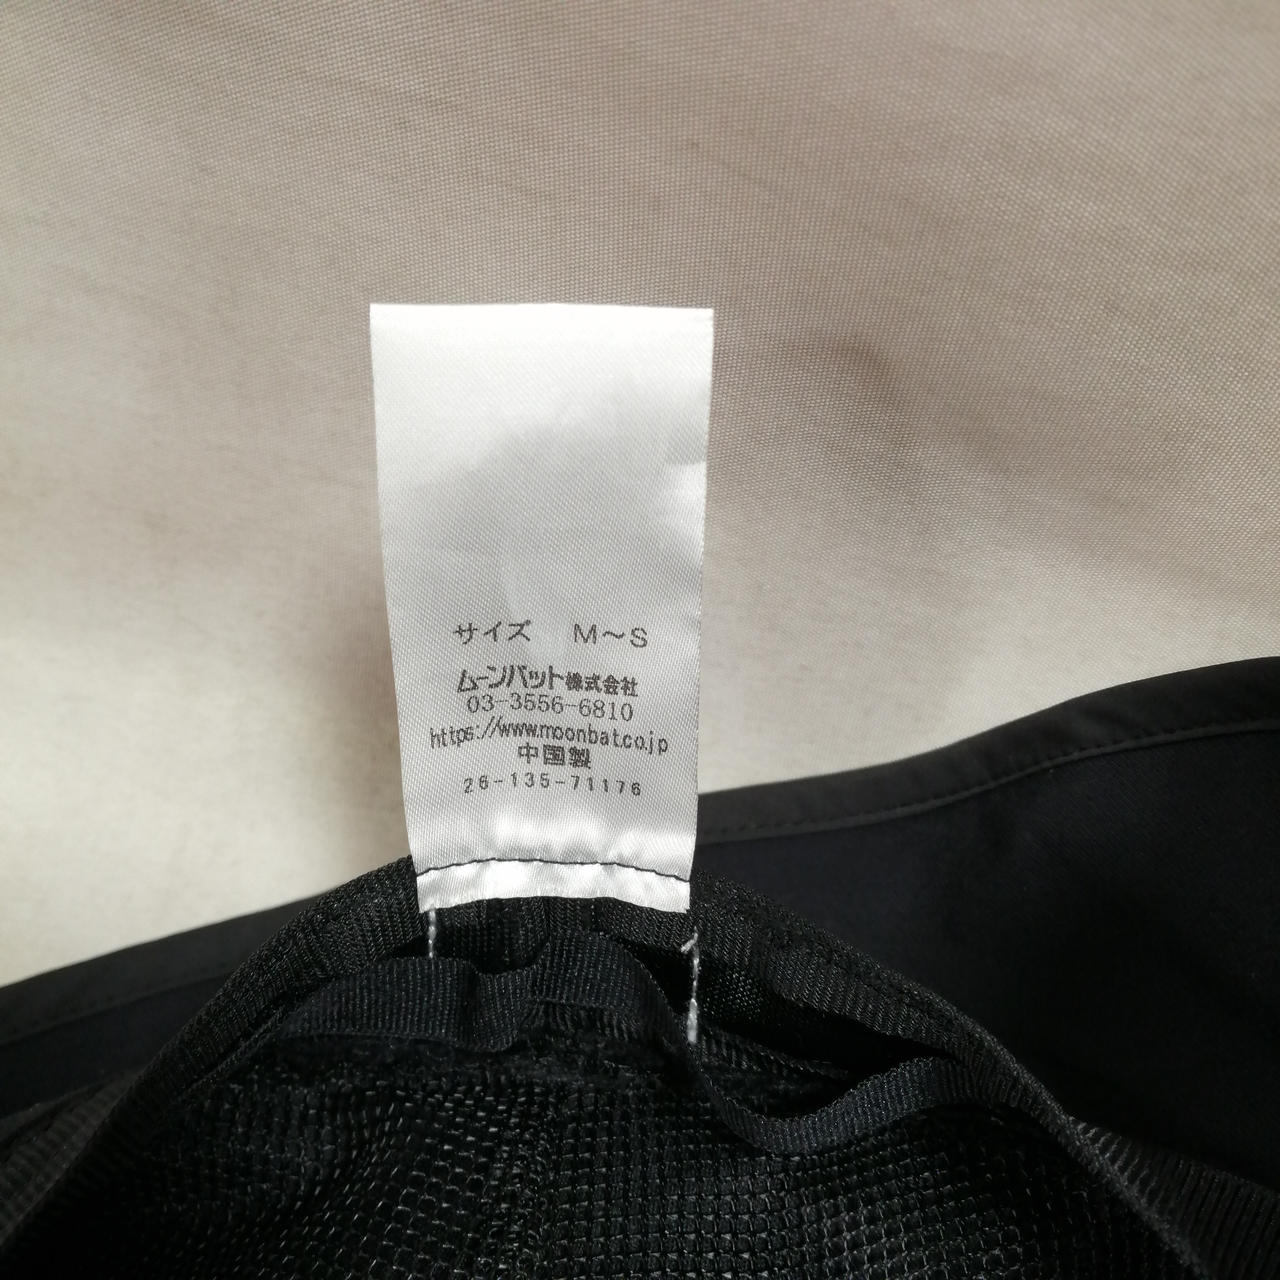 サイズ M～S
ムーンバット株式会社
03-3556-6810
https://www.moonbat.co.jp
中国製
26-135-71176